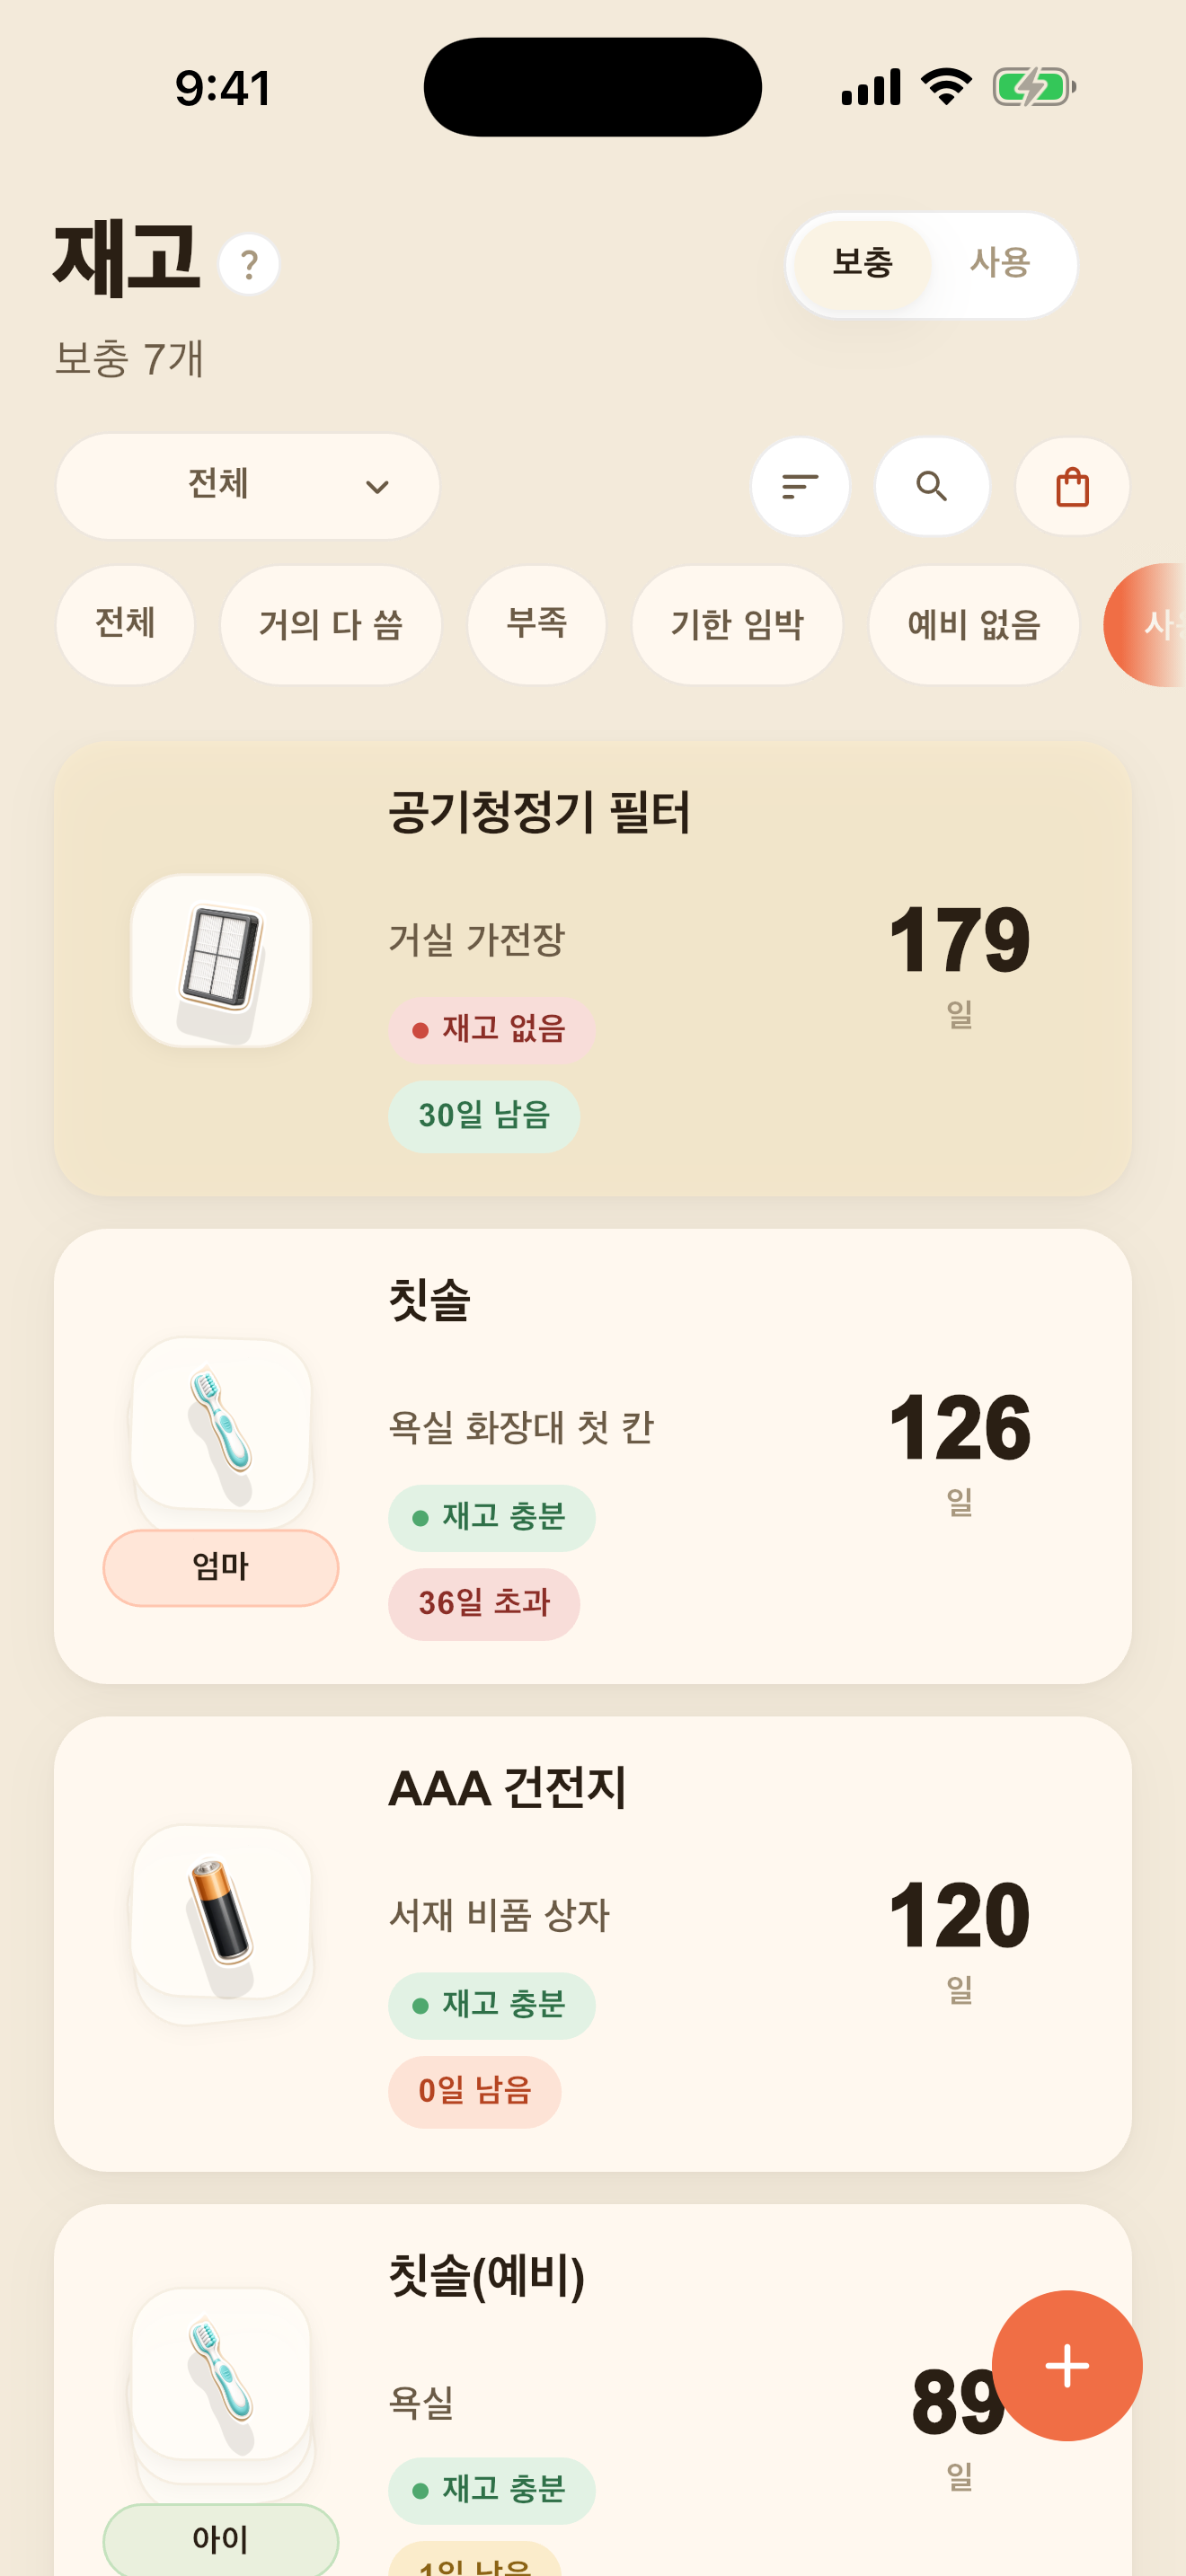 9:41
재고
?
보충
사용
보충 7개
전체
전체
거의 다 씀
부족
기한 임박
예비 없음
공기청정기 필터
거실 가전장
179
일
재고 없음
30일 남음
칫솔
욕실 화장대 첫 칸
126
일
재고 충분
엄마
36일 초과
AAA 건전지
서재 비품 상자
120
일
재고 충분
0일 남음
칫솔(예비)
욕실
89
일
재고 충분
아이
1일 남음